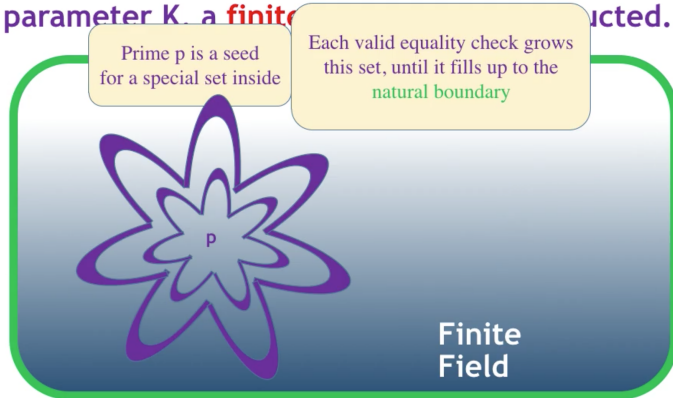 parameter K, a finite ucted.
Prime p is a seed
for a special set inside
Each valid equality check grows
this set, until it fills up to the
natural boundary
p
Finite
Field